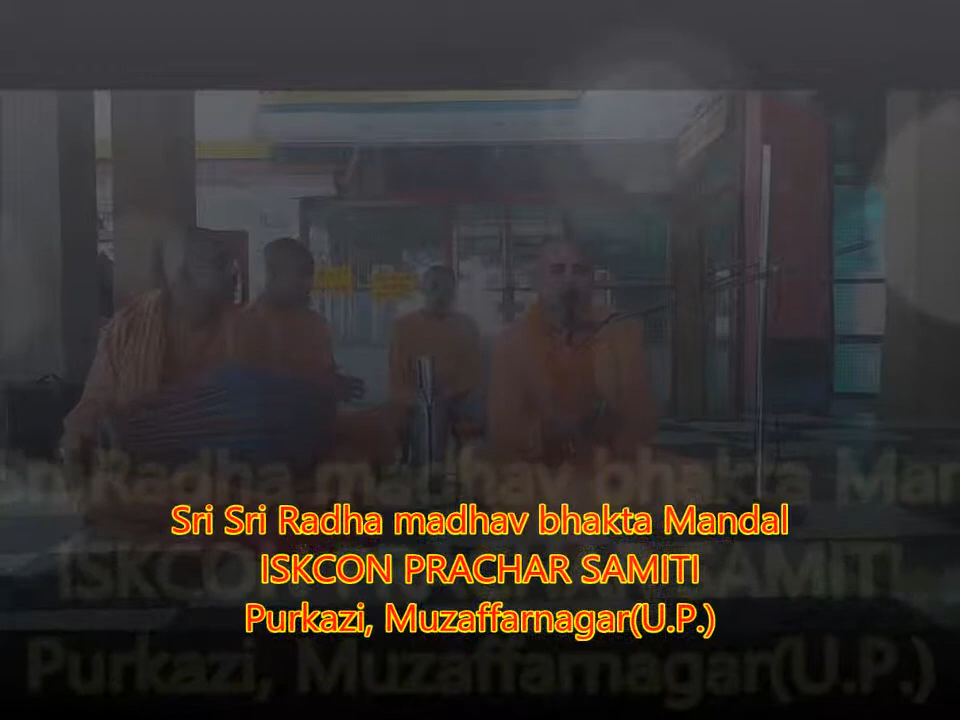 Sri Sri Radha madhav bhakta Mandal
ISKCON PRACHAR SAMITI
Purkazi, Muzaffarnagar(U.P.)